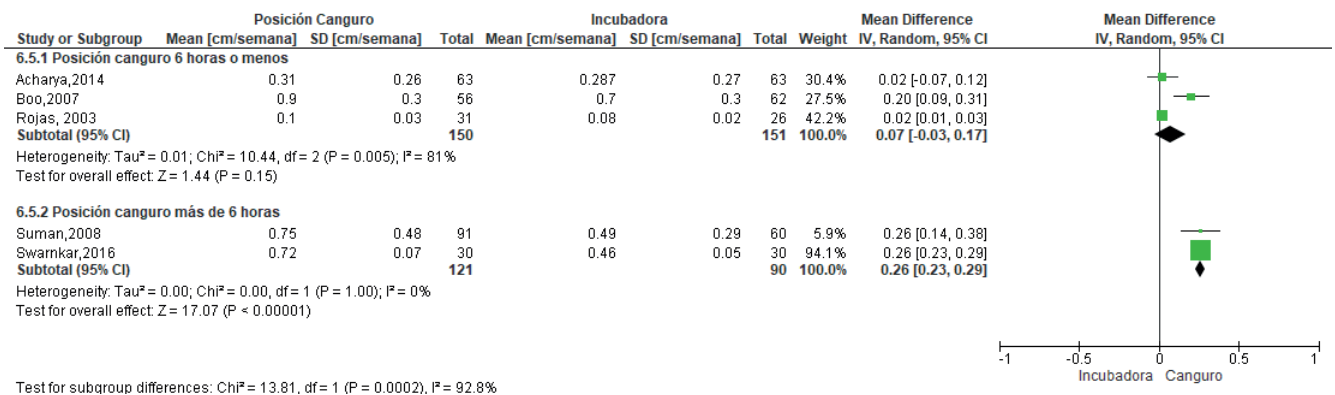 Posición Canguro Incubadora Mean Difference Mean Difference
Study or Subgroup Mean [cm/semana] SD [cm/semana] Total Mean [cm/semana] SD [cm/semana] Total Weight IV, Random, 95% CI IV, Random, 95% CI
6.5.1 Posición canguro 6 horas o menos
Acharya,2014 0.31 0.26 63 0.287 0.27 63 30.4% 0.02 [-0.07, 0.12]
Boo,2007 0.9 0.3 56 0.7 0.3 62 27.5% 0.20 [0.09, 0.31]
Rojas, 2003 0.1 0.03 31 0.08 0.02 26 42.2% 0.02 [0.01, 0.03]
Subtotal (95% CI) 150 151 100.0% 0.07 [-0.03, 0.17]
Heterogeneity: Tau² = 0.01; Chi² = 10.44, df = 2 (P = 0.005); I² = 81%
Test for overall effect: Z = 1.44 (P = 0.15)
6.5.2 Posición canguro más de 6 horas
Suman,2008 0.75 0.48 91 0.49 0.29 60 5.9% 0.26 [0.14, 0.38]
Swarnkar,2016 0.72 0.07 30 0.46 0.05 30 94.1% 0.26 [0.23, 0.29]
Subtotal (95% CI) 121 90 100.0% 0.26 [0.23, 0.29]
Heterogeneity: Tau² = 0.00; Chi² = 0.00, df = 1 (P = 1.00); I² = 0%
Test for overall effect: Z = 17.07 (P < 0.00001)
-1 -0.5 0 0.5 1
Incubadora Canguro
Test for subgroup differences: Chi² = 13.81, df = 1 (P = 0.0002), I² = 92.8%